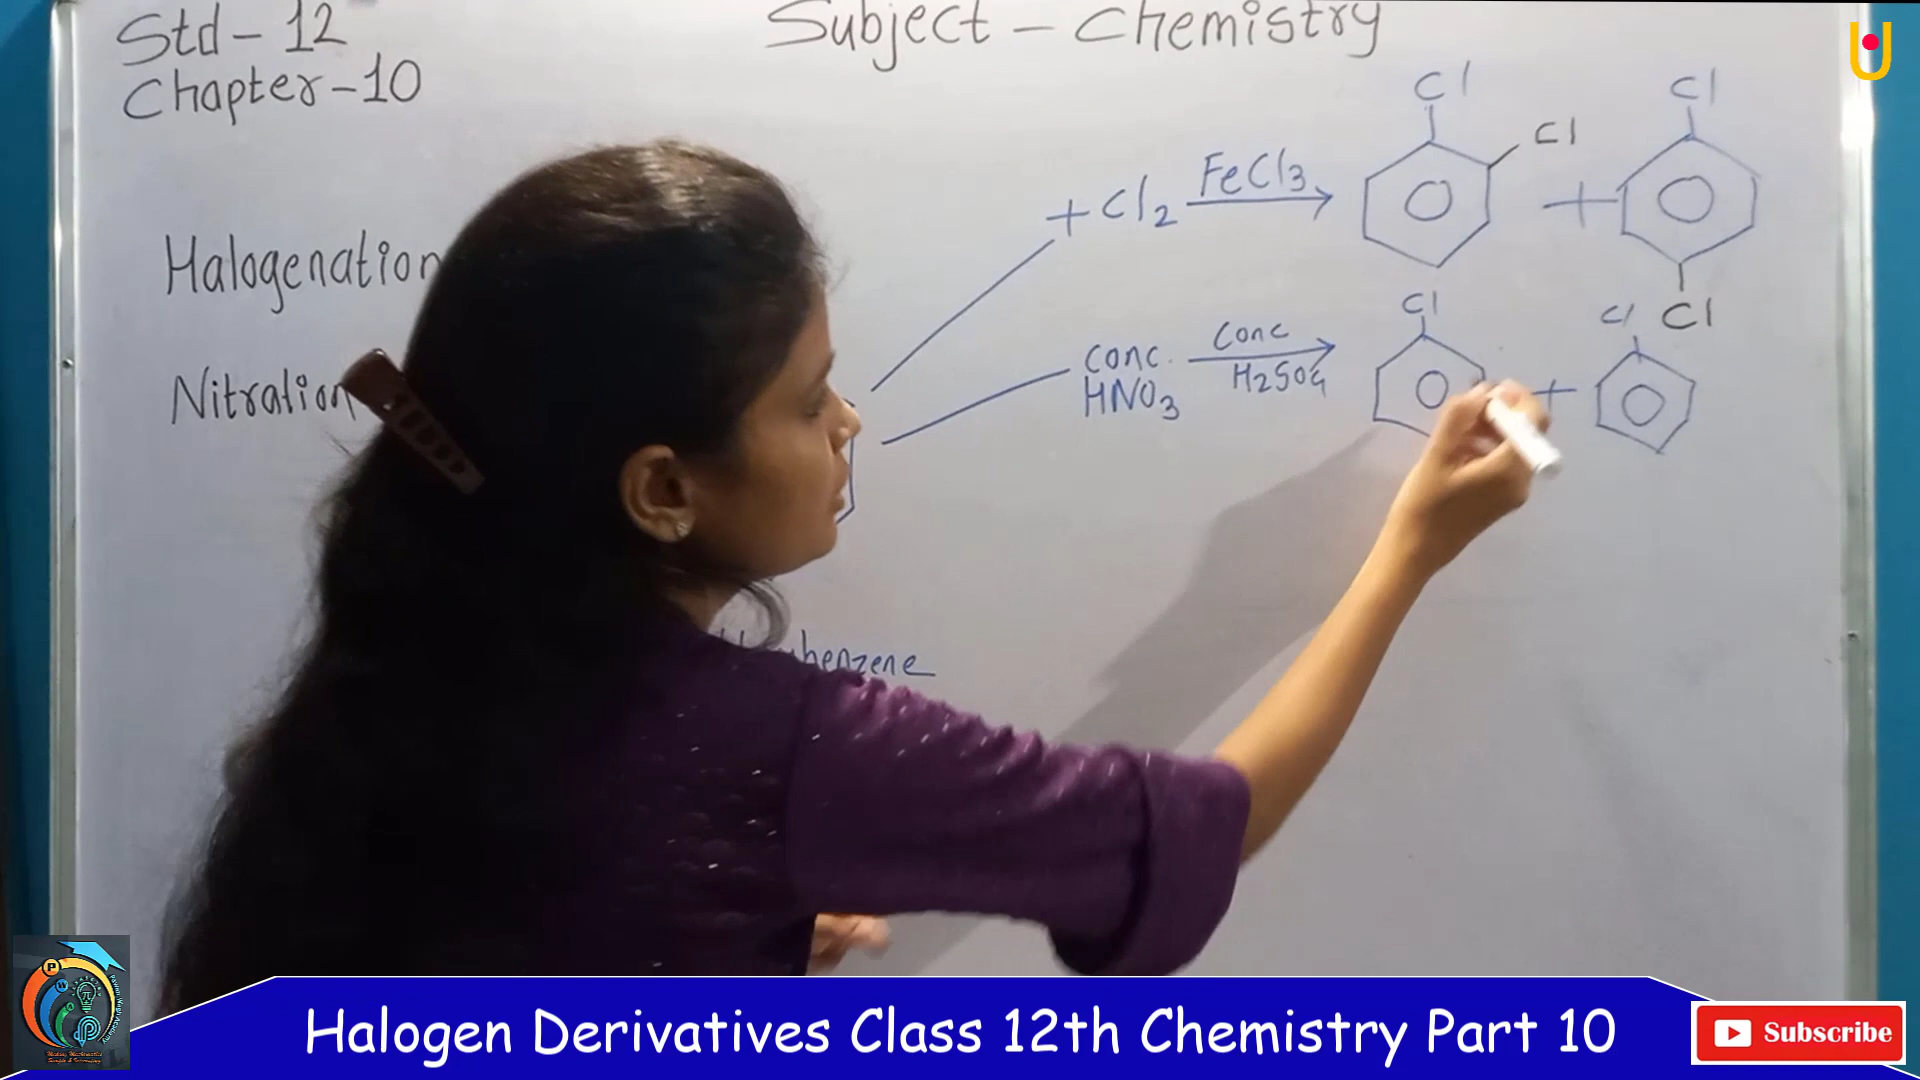 Std - 12
Subject - Chemistry
Chapter - 10
Cl
Cl
Cl
+ Cl2
FeCl3
+
Cl
Halogenation
Nitration
conc.
HNO3
Conc
H2SO4
Cl
+
Cl
benzene
Halogen Derivatives Class 12th Chemistry Part 10
Subscribe